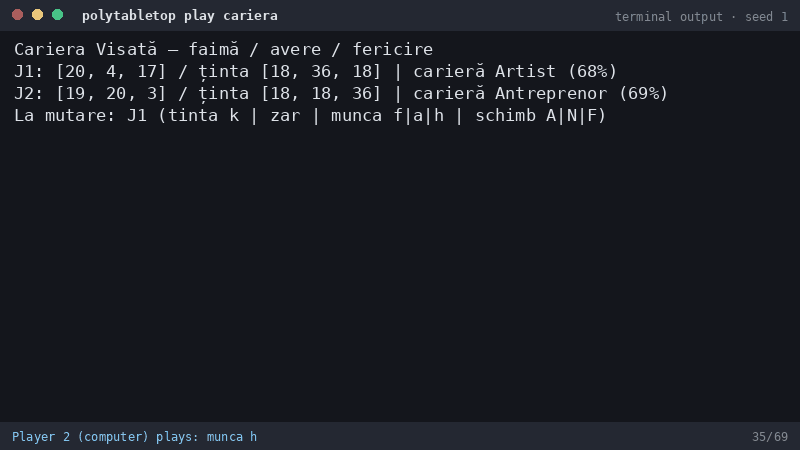 polytabletop play cariera
terminal output · seed 1
Cariera Visată — faimă / avere / fericire
J1: [20, 4, 17] / ținta [18, 36, 18] | carieră Artist (68%)
J2: [19, 20, 3] / ținta [18, 18, 36] | carieră Antreprenor (69%)
La mutare: J1 (tinta k | zar | munca f|a|h | schimb A|N|F)
Player 2 (computer) plays: munca h
35/69